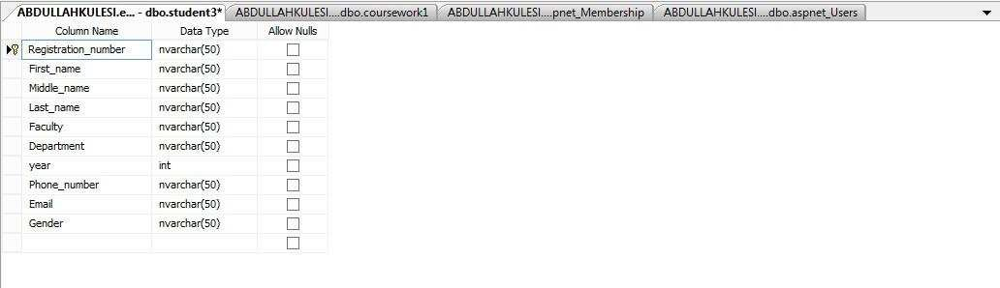 ABDULLAHKULESI.e... - dbo.student3* ABDULLAHKULESI....dbo.coursework1 ABDULLAHKULESI....pnet_Membership ABDULLAHKULESI....dbo.aspnet_Users
Column Name Data Type Allow Nulls
Registration_number nvarchar(50)
First_name nvarchar(50)
Middle_name nvarchar(50)
Last_name nvarchar(50)
Faculty nvarchar(50)
Department nvarchar(50)
year int
Phone_number nvarchar(50)
Email nvarchar(50)
Gender nvarchar(50)